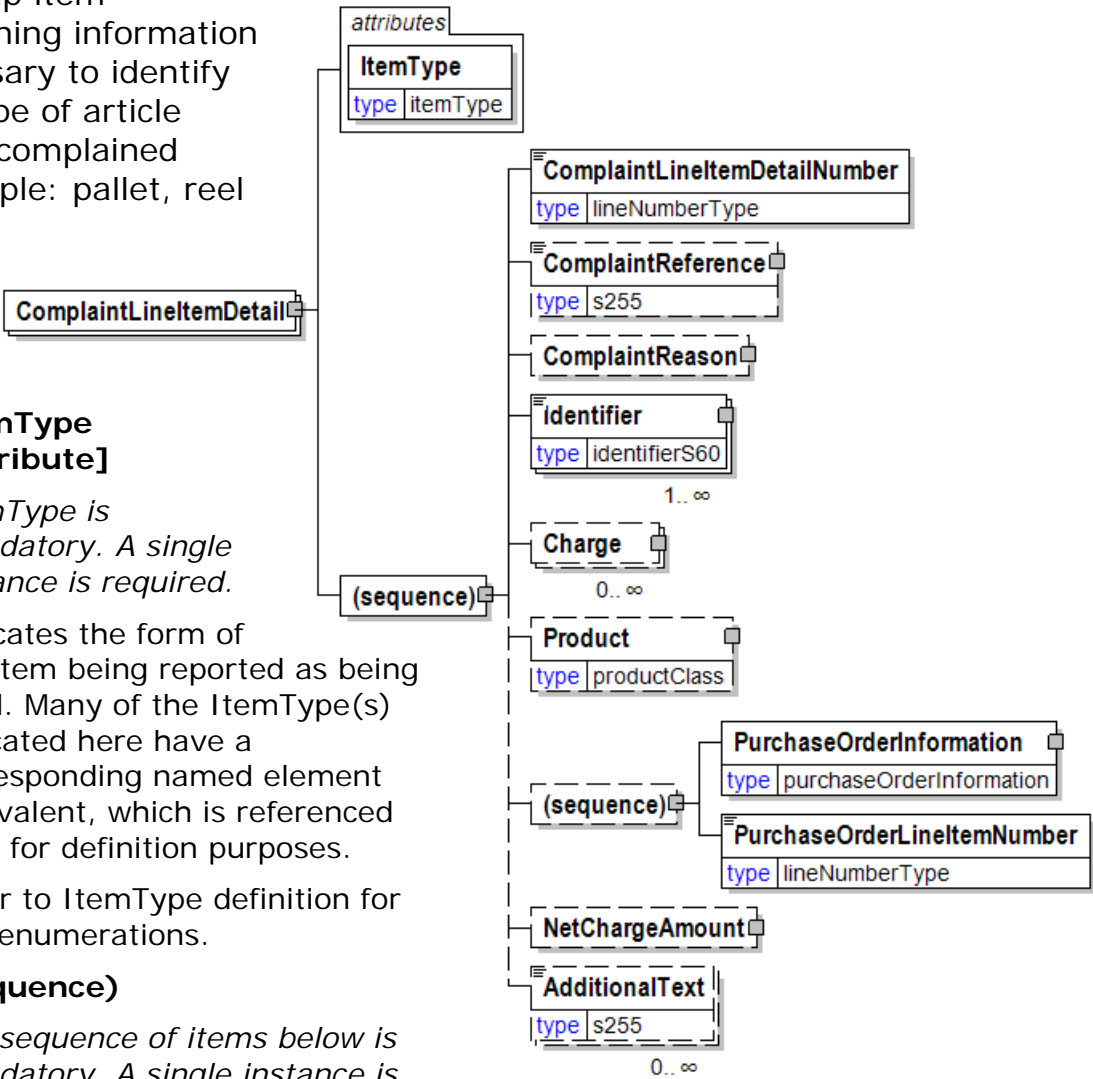 ning information
sary to identify
pe of article
complained
ple: pallet, reel
attributes
ItemType
type itemType
ComplaintLineItemDetail
ComplaintLineItemDetailNumber
type lineNumberType
ComplaintReference
type s255
ComplaintReason
Identifier
type identifierS60
1.. ∞
Charge
0.. ∞
(sequence)
Product
type productClass
(sequence)
PurchaseOrderInformation
type purchaseOrderInformation
PurchaseOrderLineItemNumber
type lineNumberType
NetChargeAmount
AdditionalText
type s255
0.. ∞
mType
ribute]
mType is
datory. A single
ance is required.
cates the form of
item being reported as being
d. Many of the ItemType(s)
cated here have a
responding named element
valent, which is referenced
for definition purposes.
r to ItemType definition for
enumerations.
quence)
sequence of items below is
datory. A single instance is